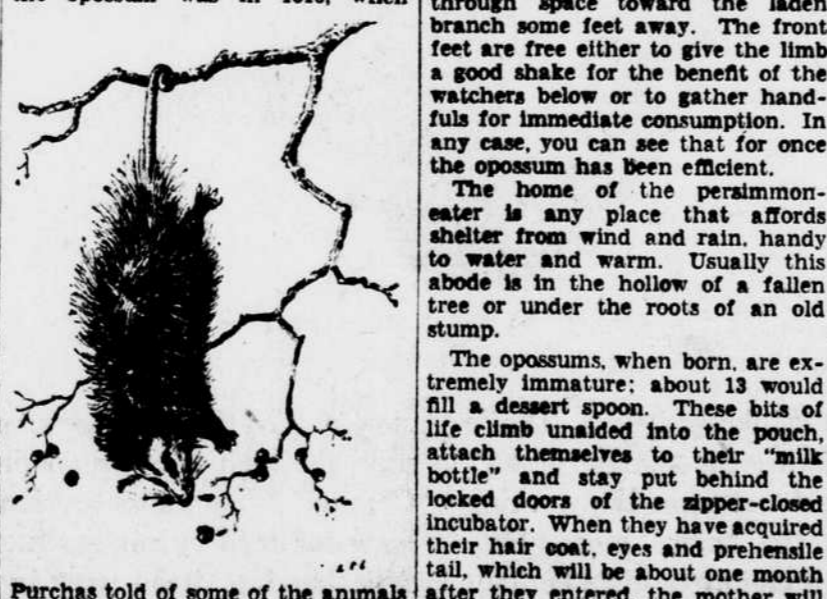 the opossum was in 1610, when
Purchas told of some of the animals
through space toward the laden
branch some feet away. The front
feet are free either to give the limb
a good shake for the benefit of the
watchers below or to gather hand-
fuls for immediate consumption. In
any case, you can see that for once
the opossum has been efficient.
The home of the persimmon-
eater is any place that affords
shelter from wind and rain, handy
to water and warm. Usually this
abode is in the hollow of a fallen
tree or under the roots of an old
stump.
The opossums, when born, are ex-
tremely immature; about 13 would
fill a dessert spoon. These bits of
life climb unaided into the pouch,
attach themselves to their "milk
bottle" and stay put behind the
locked doors of the zipper-closed
incubator. When they have acquired
their hair coat, eyes and prehensile
tail, which will be about one month
after they entered, the mother will